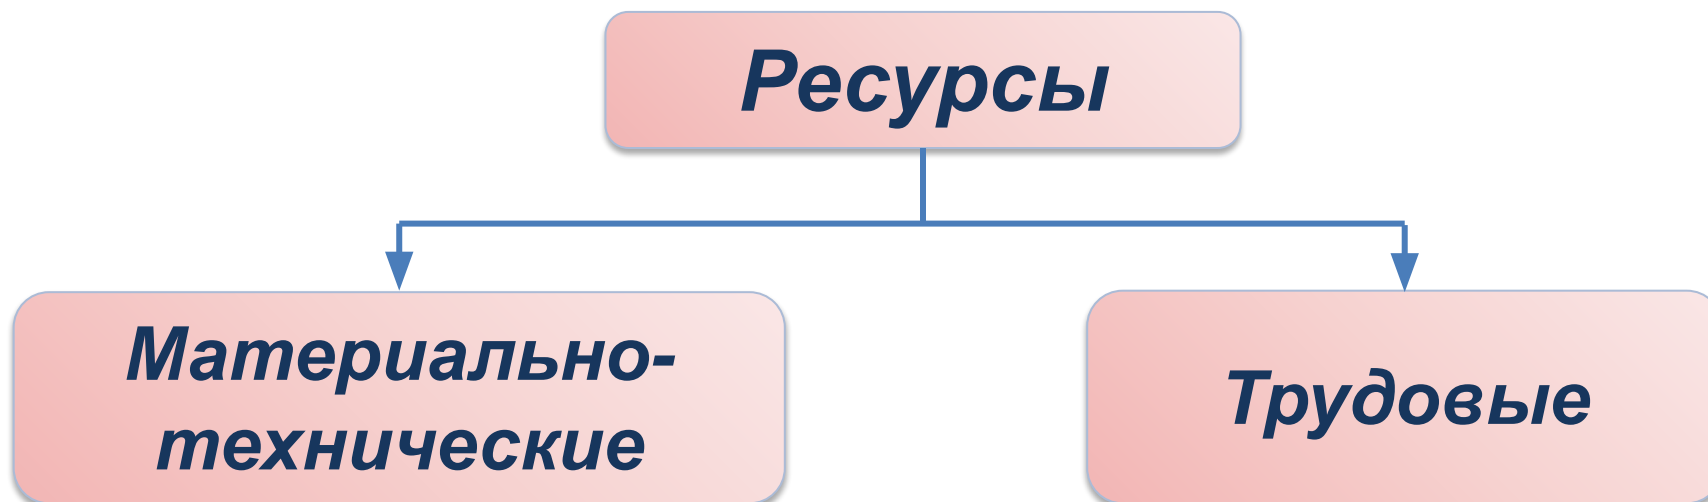 Ресурсы
Материально-
технические
Трудовые